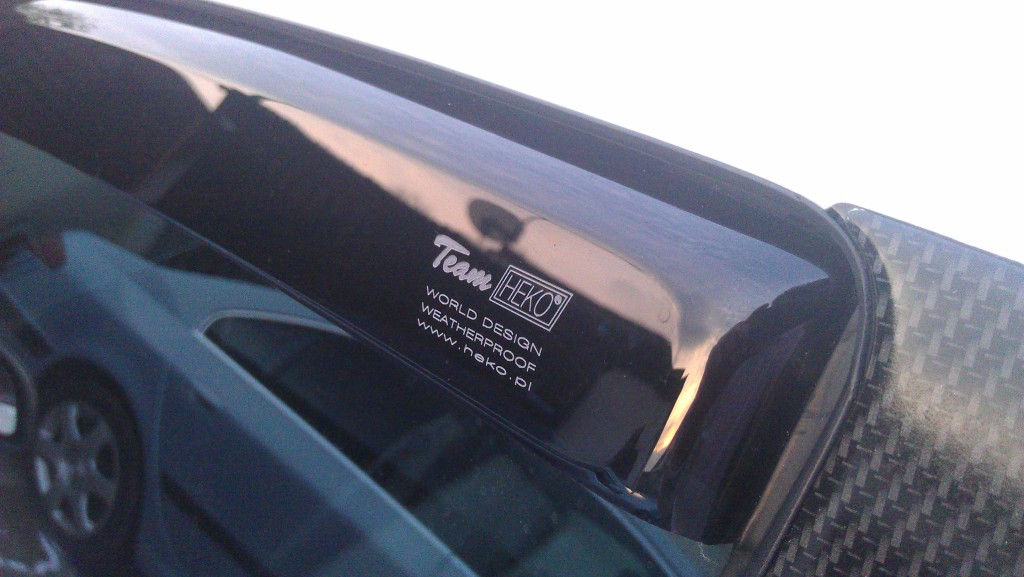 Team HEKO®
WORLD DESIGN
WEATHERPROOF
www.heko.pl